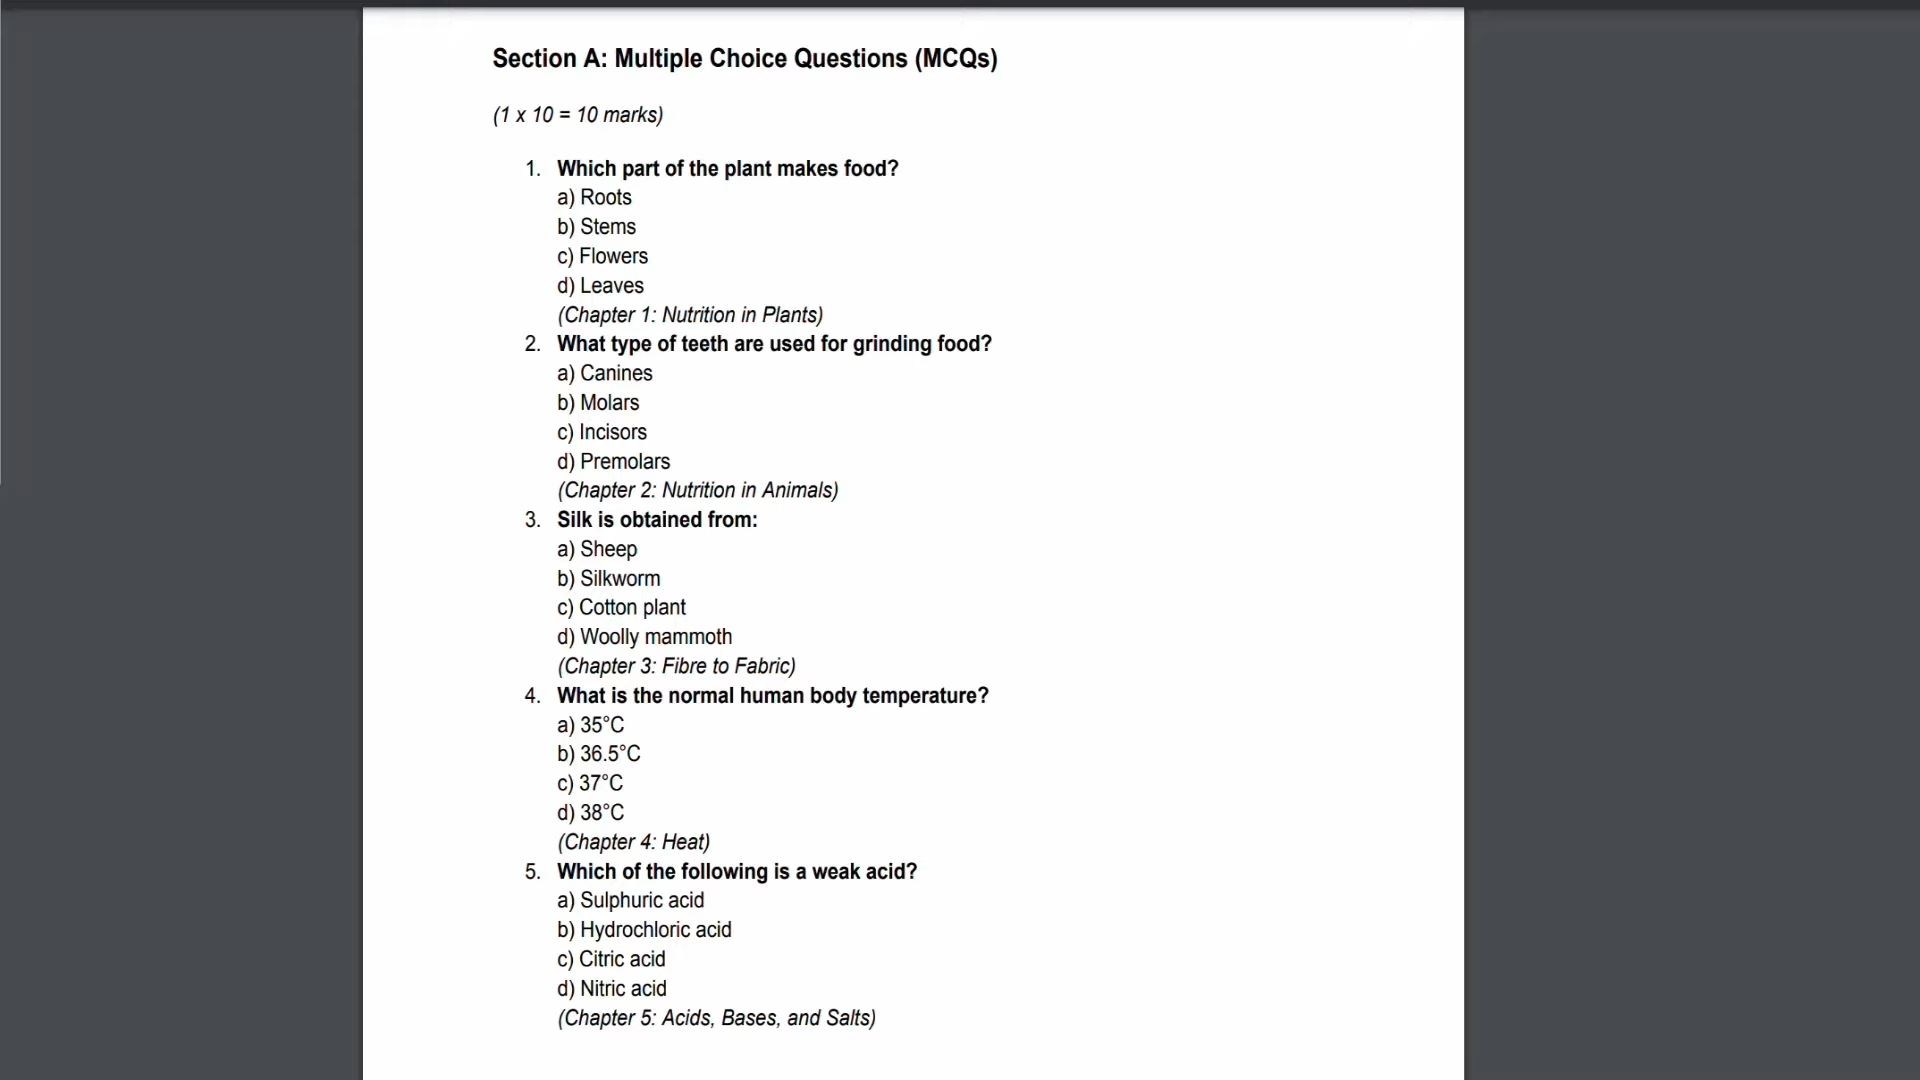 Section A: Multiple Choice Questions (MCQs)
(1 x 10 = 10 marks)
1. Which part of the plant makes food?
a) Roots
b) Stems
c) Flowers
d) Leaves
(Chapter 1: Nutrition in Plants)
2. What type of teeth are used for grinding food?
a) Canines
b) Molars
c) Incisors
d) Premolars
(Chapter 2: Nutrition in Animals)
3. Silk is obtained from:
a) Sheep
b) Silkworm
c) Cotton plant
d) Woolly mammoth
(Chapter 3: Fibre to Fabric)
4. What is the normal human body temperature?
a) 35°C
b) 36.5°C
c) 37°C
d) 38°C
(Chapter 4: Heat)
5. Which of the following is a weak acid?
a) Sulphuric acid
b) Hydrochloric acid
c) Citric acid
d) Nitric acid
(Chapter 5: Acids, Bases, and Salts)